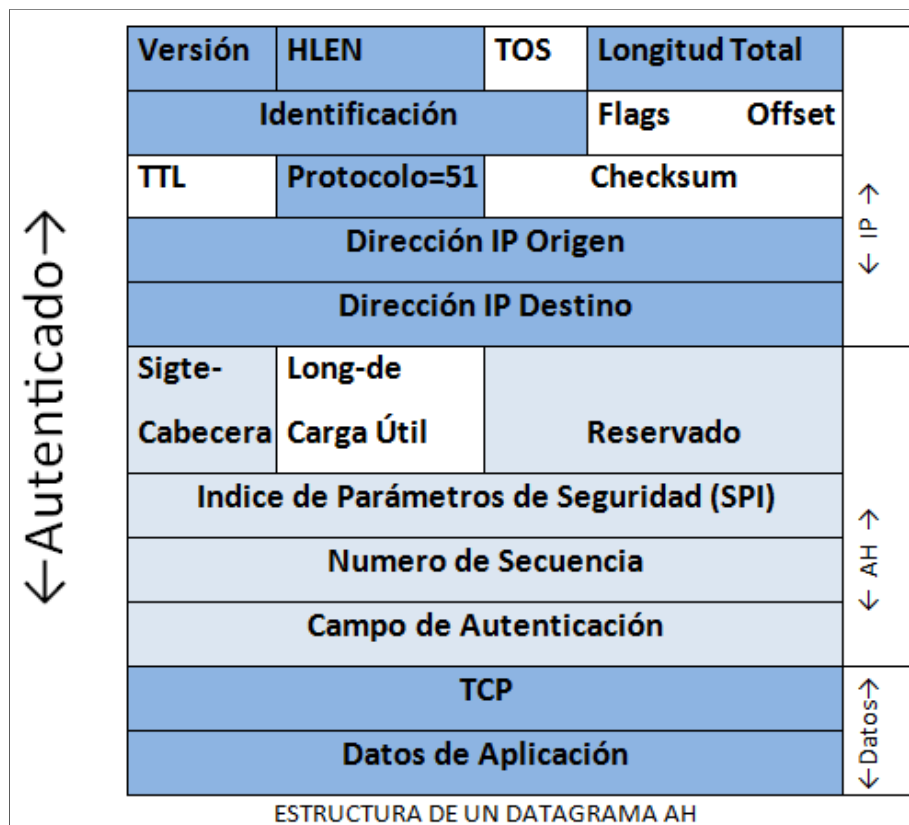 Versión HLEN TOS Longitud Total
Identificación Flags Offset
TTL Protocolo=51 Checksum
Dirección IP Origen
Dirección IP Destino
← IP →
←Autenticado→
Sigte- Long-de
Cabecera Carga Útil Reservado
Indice de Parámetros de Seguridad (SPI)
Numero de Secuencia
Campo de Autenticación
← AH →
TCP
Datos de Aplicación
←Datos→
ESTRUCTURA DE UN DATAGRAMA AH